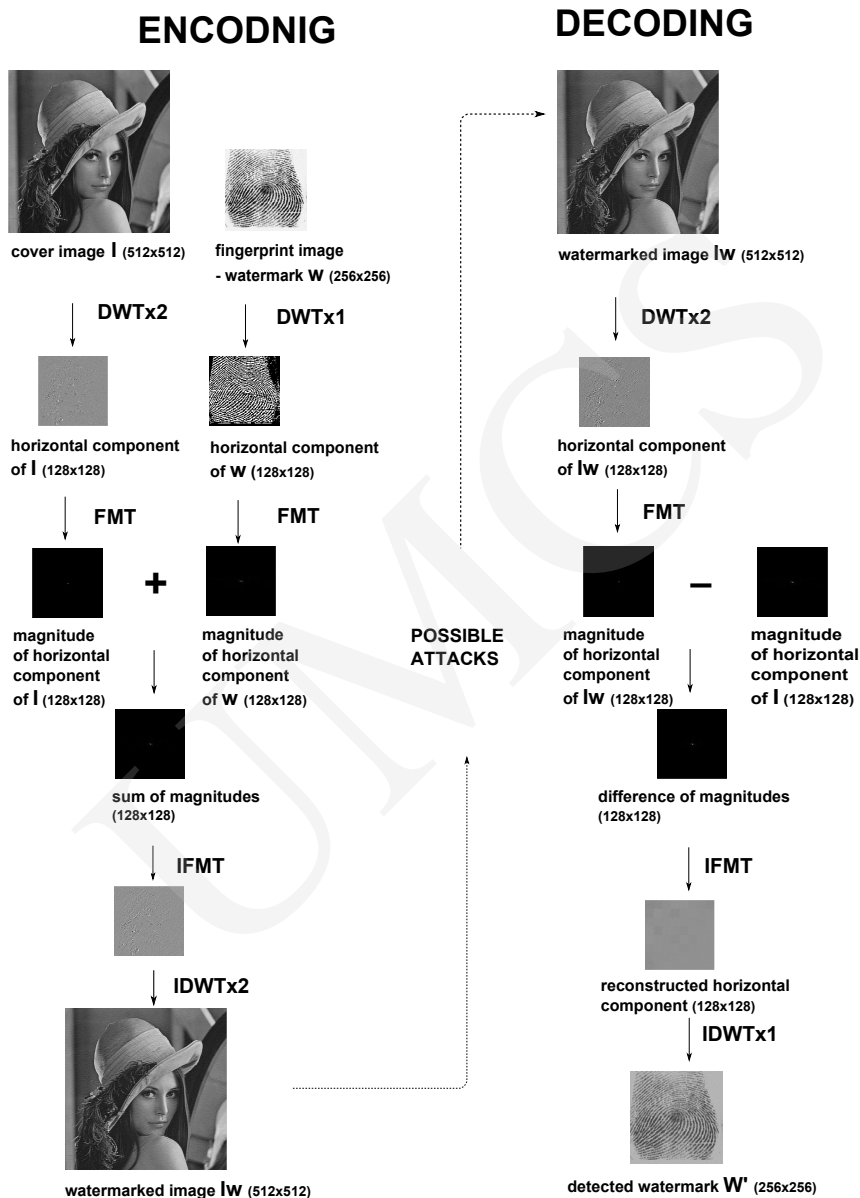 ENCODNIG
cover image I (512x512)
fingerprint image
- watermark w (256x256)
DWTx2
DWTx1
horizontal component
of I (128x128)
horizontal component
of w (128x128)
FMT
FMT
+
magnitude
of horizontal
component
of I (128x128)
magnitude
of horizontal
component
of w (128x128)
sum of magnitudes
(128x128)
IFMT
IDWTx2
watermarked image Iw (512x512)
POSSIBLE
ATTACKS
DECODING
watermarked image Iw (512x512)
DWTx2
horizontal component
of Iw (128x128)
FMT
–
magnitude
of horizontal
component
of Iw (128x128)
magnitude
of horizontal
component
of I (128x128)
difference of magnitudes
(128x128)
IFMT
reconstructed horizontal
component (128x128)
IDWTx1
detected watermark W' (256x256)
UMCS